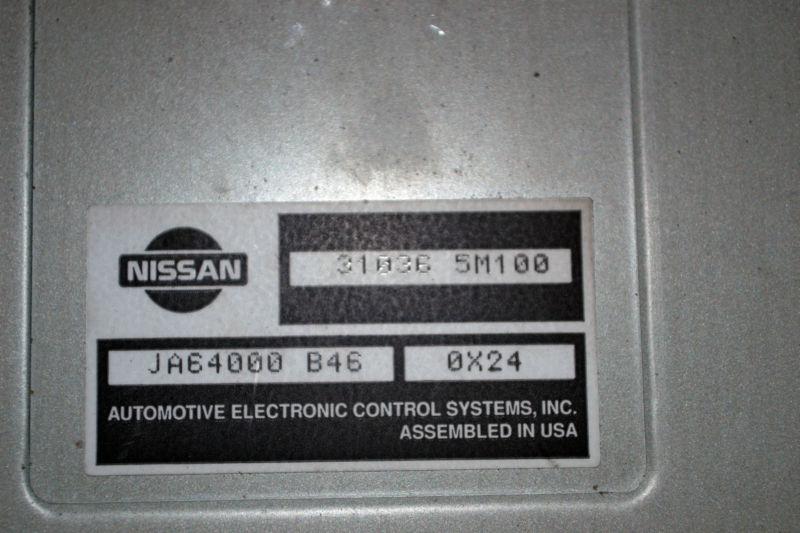 NISSAN
31036 5M100
JA64000 B46
0X24
AUTOMOTIVE ELECTRONIC CONTROL SYSTEMS, INC.
ASSEMBLED IN USA